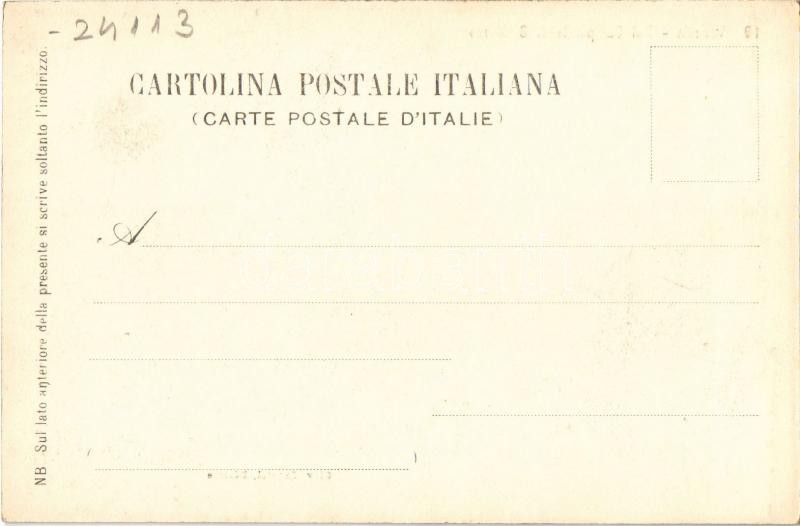 - 24113
CARTOLINA POSTALE ITALIANA
(CARTE POSTALE D'ITALIE)
A
NB Sul lato anteriore della presente si scrive soltanto l'indirizzo.